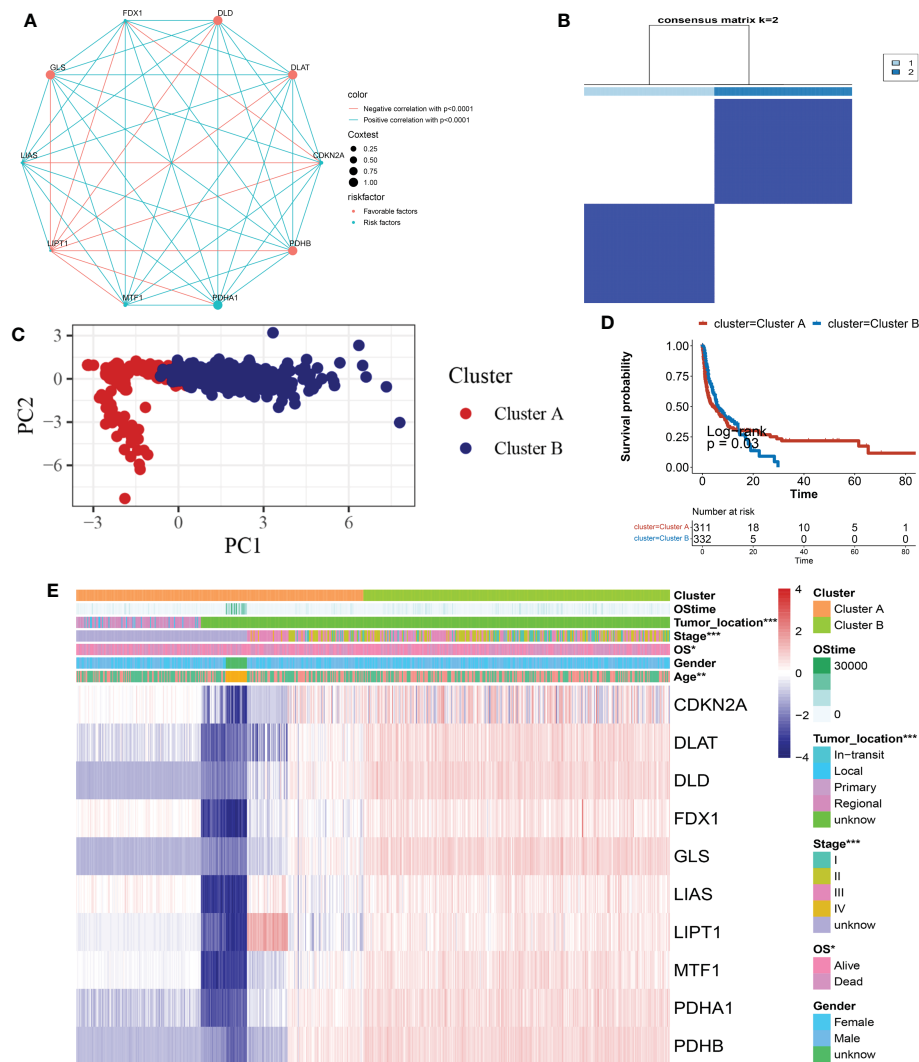 A
FDX1
DLD
GLS
DLAT
LIAS
CDKN2A
LIPT1
PDHB
MTF1
PDHA1
color
Negative correlation with p<0.0001
Positive correlation with p<0.0001
Coxtest
0.25
0.50
0.75
1.00
riskfactor
Favorable factors
Risk factors
B
consensus matrix k=2
1
2
C
3
0
−3
−6
PC2
−3
0
3
6
PC1
Cluster
Cluster A
Cluster B
D
cluster=Cluster A
cluster=Cluster B
Survival probability
1.00
0.75
0.50
0.25
0.00
Log−rank
p = 0.03
0
20
40
60
80
Time
Number at risk
cluster=Cluster A
311
18
10
5
1
cluster=Cluster B
332
5
0
0
0
0
20
40
60
80
Time
E
Cluster
OStime
Tumor_location***
Stage***
OS*
Gender
Age**
CDKN2A
DLAT
DLD
FDX1
GLS
LIAS
LIPT1
MTF1
PDHA1
PDHB
4
2
0
−2
−4
Cluster
Cluster A
Cluster B
OStime
30000
0
Tumor_location***
In−transit
Local
Primary
Regional
unknow
Stage***
I
II
III
IV
unknow
OS*
Alive
Dead
Gender
Female
Male
unknow